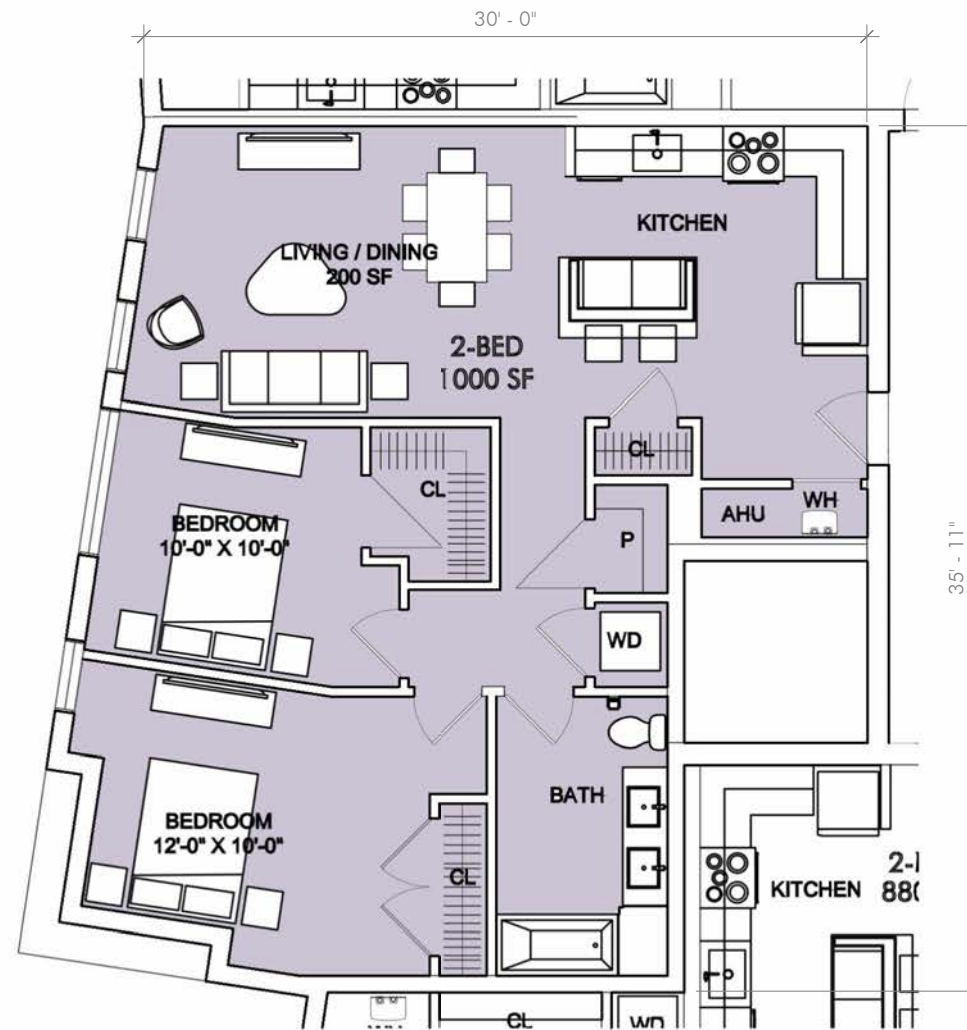 30' - 0"
KITCHEN
LIVING / DINING
200 SF
2-BED
1000 SF
CL
CL
AHU
WH
BEDROOM
10'-0" X 10'-0"
P
35' - 11"
WD
BATH
BEDROOM
12'-0" X 10'-0"
CL
KITCHEN
CL
WD